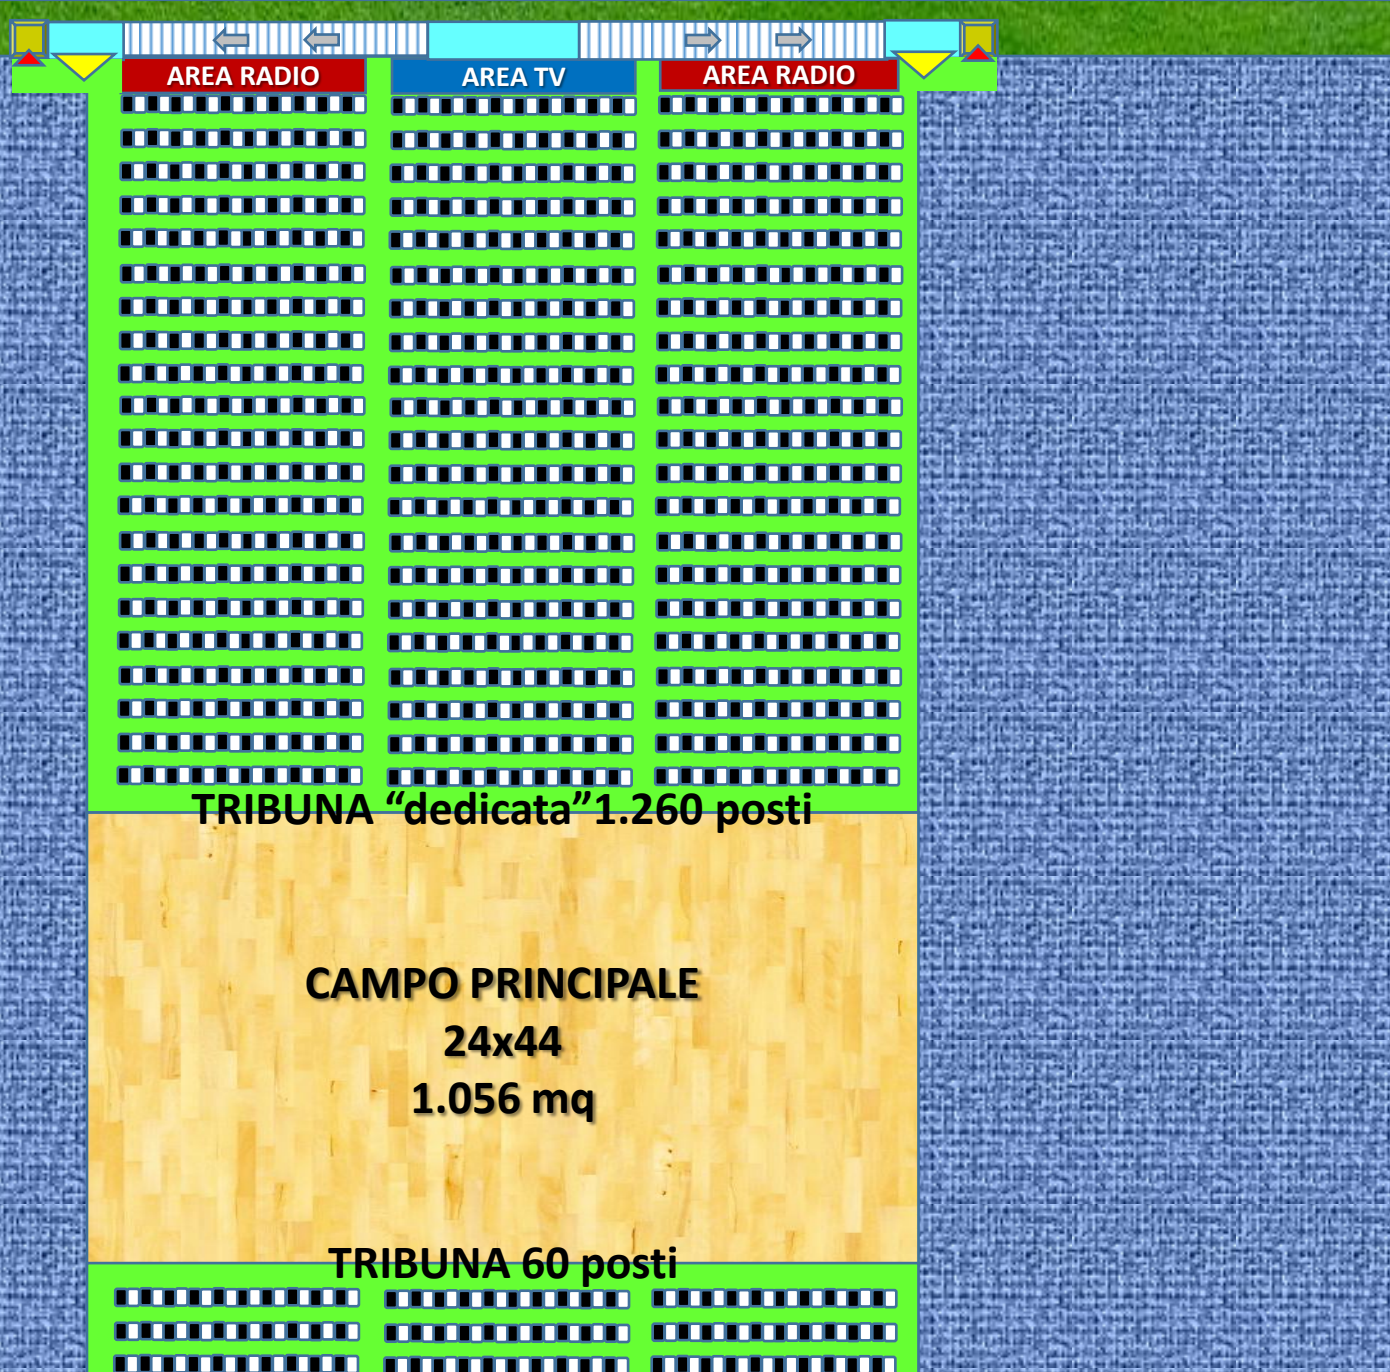 AREA RADIO
AREA TV
AREA RADIO
TRIBUNA “dedicata”1.260 posti
CAMPO PRINCIPALE
24x44
1.056 mq
TRIBUNA 60 posti